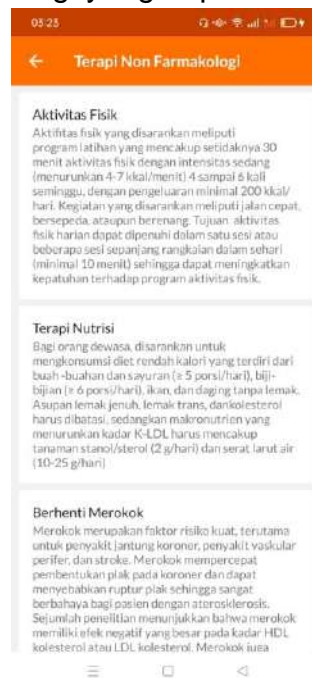 03:23
Terapi Non Farmakologi
Aktivitas Fisik
Aktifitas fisik yang disarankan meliputi
program latihan yang mencakup setidaknya 30
menit aktivitas fisik dengan intensitas sedang
(menurunkan 4-7 kkal/menit) 4 sampai 6 kali
seminggu, dengan pengeluaran minimal 200 kkal/
hari. Kegiatan yang disarankan meliputi jalan cepat,
bersepeda, ataupun berenang. Tujuan aktivitas
fisik harian dapat dipenuhi dalam satu sesi atau
beberapa sesi sepanjang rangkaian dalam sehari
(minimal 10 menit) sehingga dapat meningkatkan
kepatuhan terhadap program aktivitas fisik.
Terapi Nutrisi
Bagi orang dewasa, disarankan untuk
mengkonsumsi diet rendah kalori yang terdiri dari
buah -buahan dan sayuran (≥ 5 porsi/hari), biji-
bijian (≥ 6 porsi/hari), ikan, dan daging tanpa lemak.
Asupan lemak jenuh, lemak trans, dankolesterol
harus dibatasi, sedangkan makronutrien yang
menurunkan kadar K-LDL harus mencakup
tanaman stanol/sterol (2 g/hari) dan serat larut air
(10-25 g/hari)
Berhenti Merokok
Merokok merupakan faktor risiko kuat, terutama
untuk penyakit jantung koroner, penyakit vaskular
perifer, dan stroke. Merokok mempercepat
pembentukan plak pada koroner dan dapat
menyebabkan ruptur plak sehingga sangat
berbahaya bagi pasien dengan aterosklerosis.
Sejumlah penelitian menunjukkan bahwa merokok
memiliki efek negatif yang besar pada kadar HDL
kolesterol atau LDL kolesterol. Merokok juga